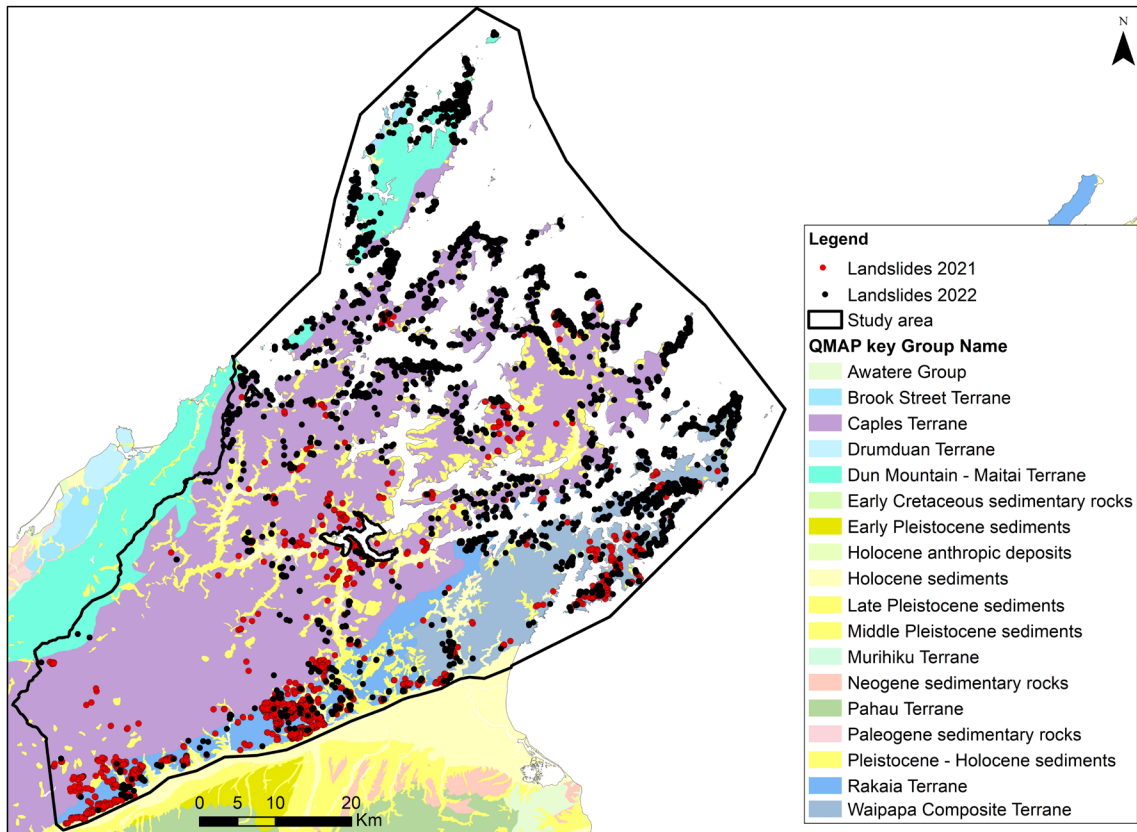 N
Legend
Landslides 2021
Landslides 2022
Study area
QMAP key Group Name
Awatere Group
Brook Street Terrane
Caples Terrane
Drumduan Terrane
Dun Mountain - Maitai Terrane
Early Cretaceous sedimentary rocks
Early Pleistocene sediments
Holocene anthropic deposits
Holocene sediments
Late Pleistocene sediments
Middle Pleistocene sediments
Murihiku Terrane
Neogene sedimentary rocks
Pahau Terrane
Paleogene sedimentary rocks
Pleistocene - Holocene sediments
Rakaia Terrane
Waipapa Composite Terrane
0 5 10 20
Km